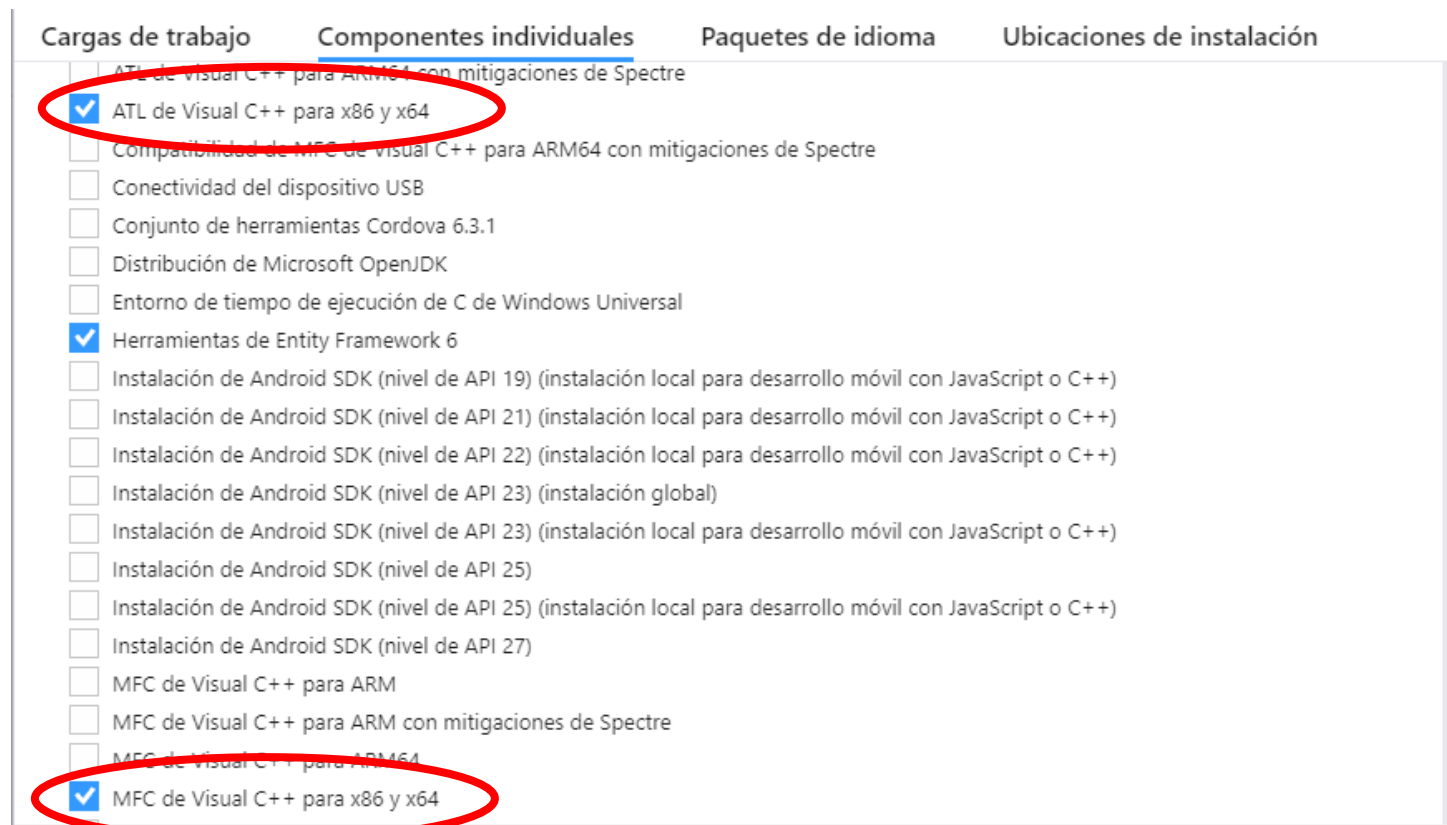 Cargas de trabajo Componentes individuales Paquetes de idioma Ubicaciones de instalación
ATL de Visual C++ para ARM64 con mitigaciones de Spectre
ATL de Visual C++ para x86 y x64
Compatibilidad de MFC de Visual C++ para ARM64 con mitigaciones de Spectre
Conectividad del dispositivo USB
Conjunto de herramientas Cordova 6.3.1
Distribución de Microsoft OpenJDK
Entorno de tiempo de ejecución de C de Windows Universal
Herramientas de Entity Framework 6
Instalación de Android SDK (nivel de API 19) (instalación local para desarrollo móvil con JavaScript o C++)
Instalación de Android SDK (nivel de API 21) (instalación local para desarrollo móvil con JavaScript o C++)
Instalación de Android SDK (nivel de API 22) (instalación local para desarrollo móvil con JavaScript o C++)
Instalación de Android SDK (nivel de API 23) (instalación global)
Instalación de Android SDK (nivel de API 23) (instalación local para desarrollo móvil con JavaScript o C++)
Instalación de Android SDK (nivel de API 25)
Instalación de Android SDK (nivel de API 25) (instalación local para desarrollo móvil con JavaScript o C++)
Instalación de Android SDK (nivel de API 27)
MFC de Visual C++ para ARM
MFC de Visual C++ para ARM con mitigaciones de Spectre
MFC de Visual C++ para ARM64
MFC de Visual C++ para x86 y x64